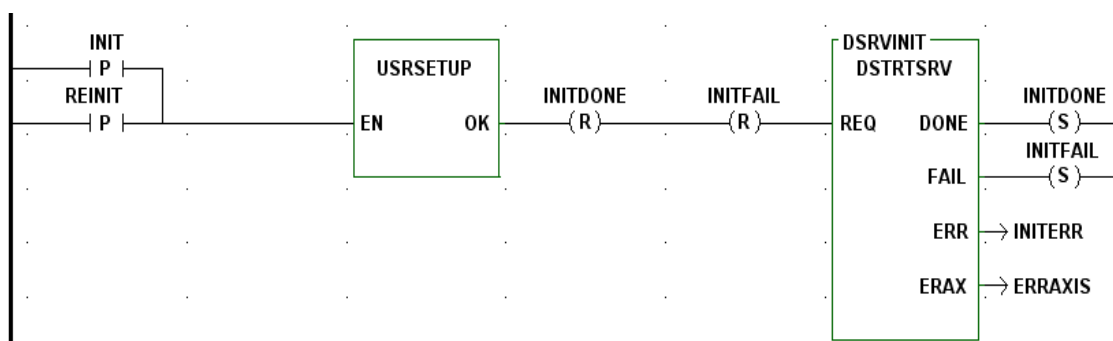 INIT
P
REINIT
P
USRSETUP
EN OK
INITDONE
R
INITFAIL
R
DSRVINIT
DSTRTSRV
REQ DONE
FAIL
ERR
ERAX
INITDONE
S
INITFAIL
S
INITERR
ERRAXIS